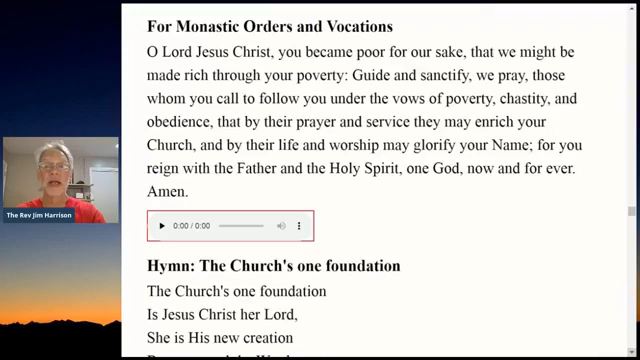 For Monastic Orders and Vocations
O Lord Jesus Christ, you became poor for our sake, that we might be
made rich through your poverty: Guide and sanctify, we pray, those
whom you call to follow you under the vows of poverty, chastity, and
obedience, that by their prayer and service they may enrich your
Church, and by their life and worship may glorify your Name; for you
reign with the Father and the Holy Spirit, one God, now and for ever.
Amen.
The Rev Jim Harrison
0:00 / 0:00
Hymn: The Church's one foundation
The Church's one foundation
Is Jesus Christ her Lord,
She is His new creation